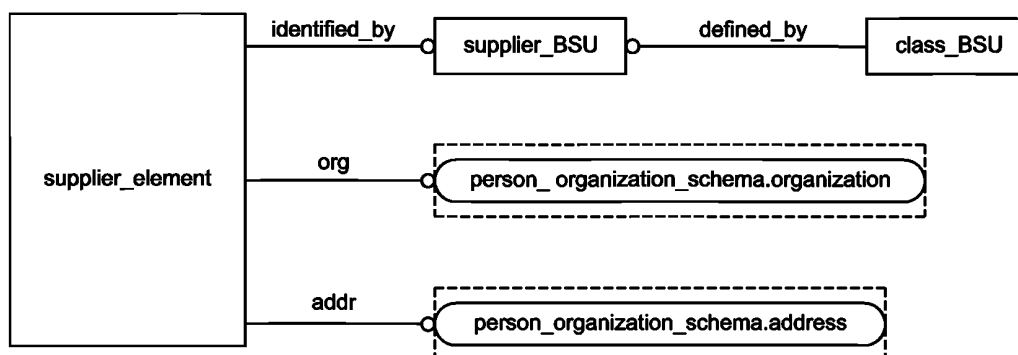 identified_by
supplier_BSU
defined_by
class_BSU
supplier_element
org
person_ organization_schema.organization
addr
person_organization_schema.address